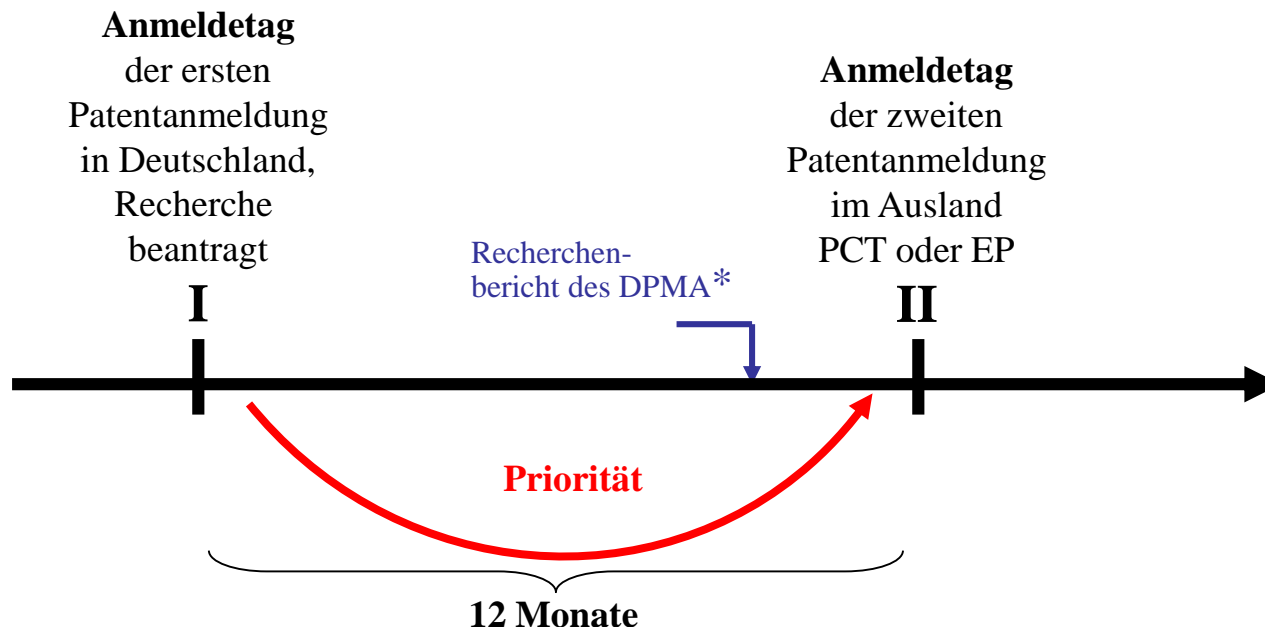 Anmeldetag
der ersten
Patentanmeldung
in Deutschland,
Recherche
beantragt
I
Recherchen-
bericht des DPMA*
Anmeldetag
der zweiten
Patentanmeldung
im Ausland
PCT oder EP
II
Priorität
12 Monate